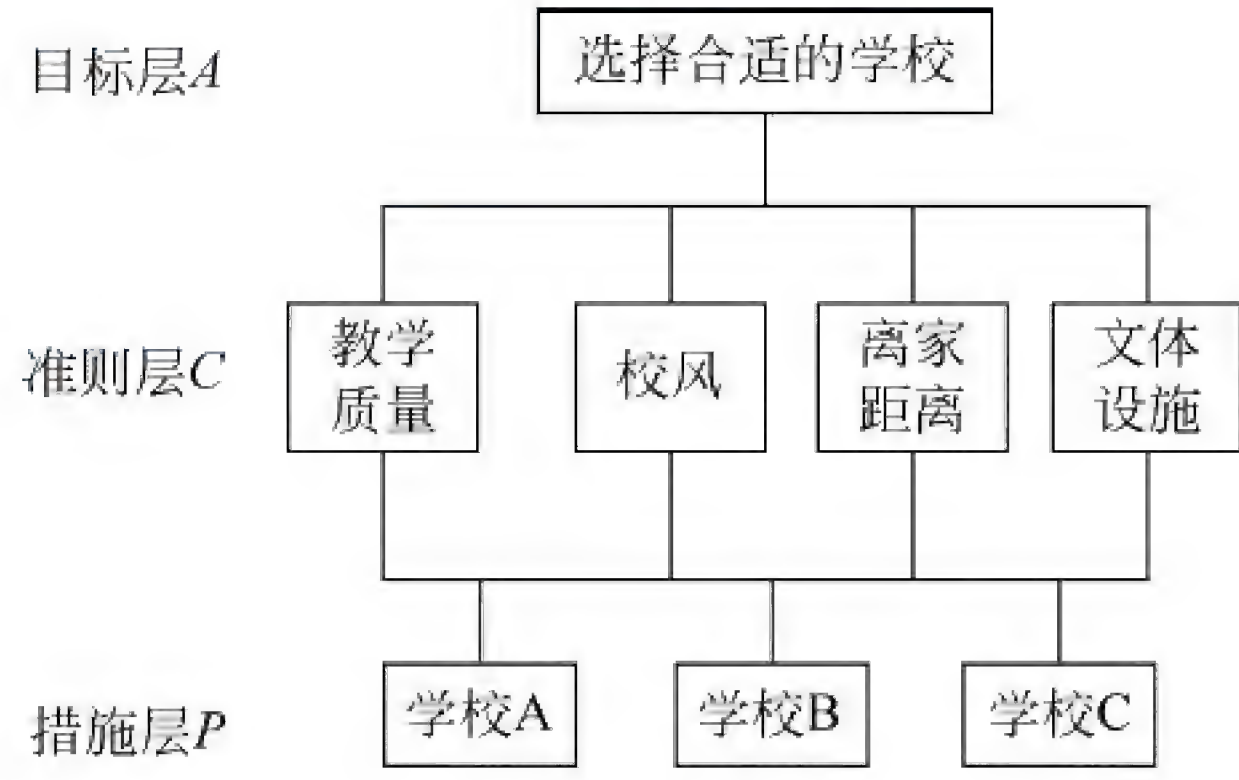 目标层A
选择合适的学校
准则层C
教学
质量
校风
离家
距离
文体
设施
措施层P
学校A
学校B
学校C